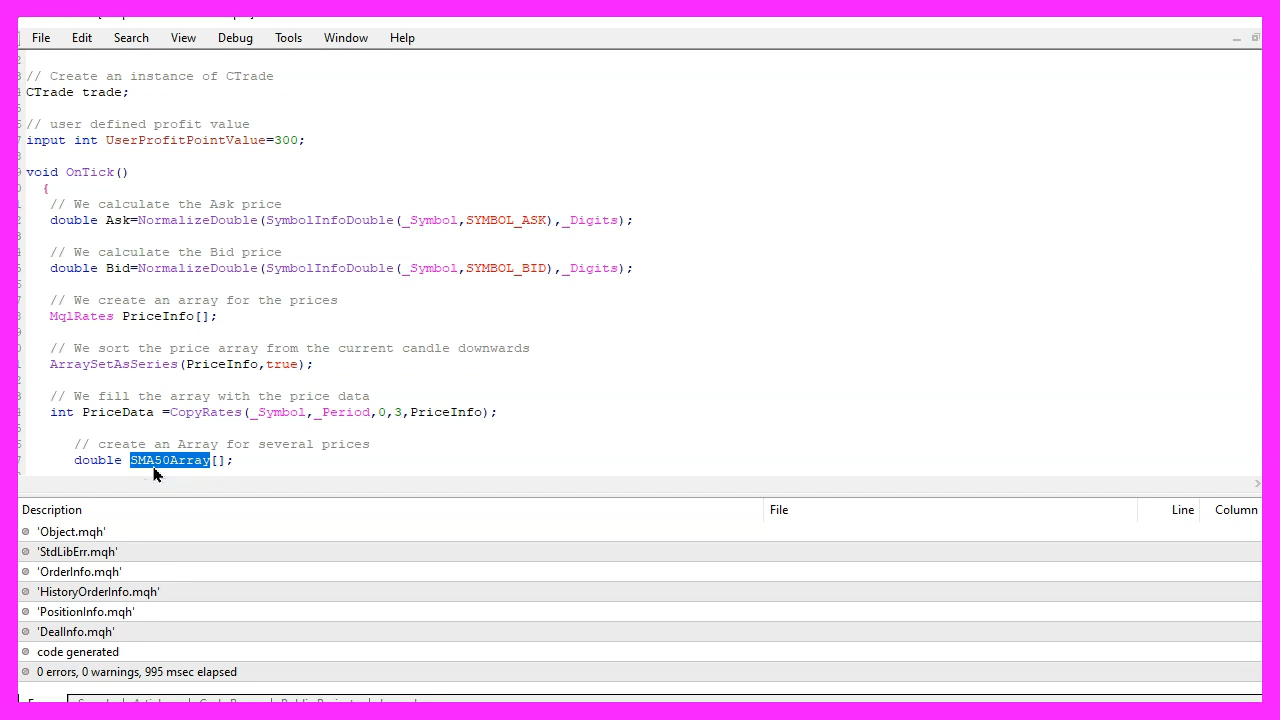 File Edit Search View Debug Tools Window Help
// Create an instance of CTrade
CTrade trade;
// user defined profit value
input int UserProfitPointValue=300;
void OnTick()
{
// We calculate the Ask price
double Ask=NormalizeDouble(SymbolInfoDouble(_Symbol,SYMBOL_ASK),_Digits);
// We calculate the Bid price
double Bid=NormalizeDouble(SymbolInfoDouble(_Symbol,SYMBOL_BID),_Digits);
// We create an array for the prices
MqlRates PriceInfo[];
// We sort the price array from the current candle downwards
ArraySetAsSeries(PriceInfo,true);
// We fill the array with the price data
int PriceData =CopyRates(_Symbol,_Period,0,3,PriceInfo);
// create an Array for several prices
double SMA50Array[];
Description File Line Column
'Object.mqh'
'StdLibErr.mqh'
'OrderInfo.mqh'
'HistoryOrderInfo.mqh'
'PositionInfo.mqh'
'DealInfo.mqh'
code generated
0 errors, 0 warnings, 995 msec elapsed